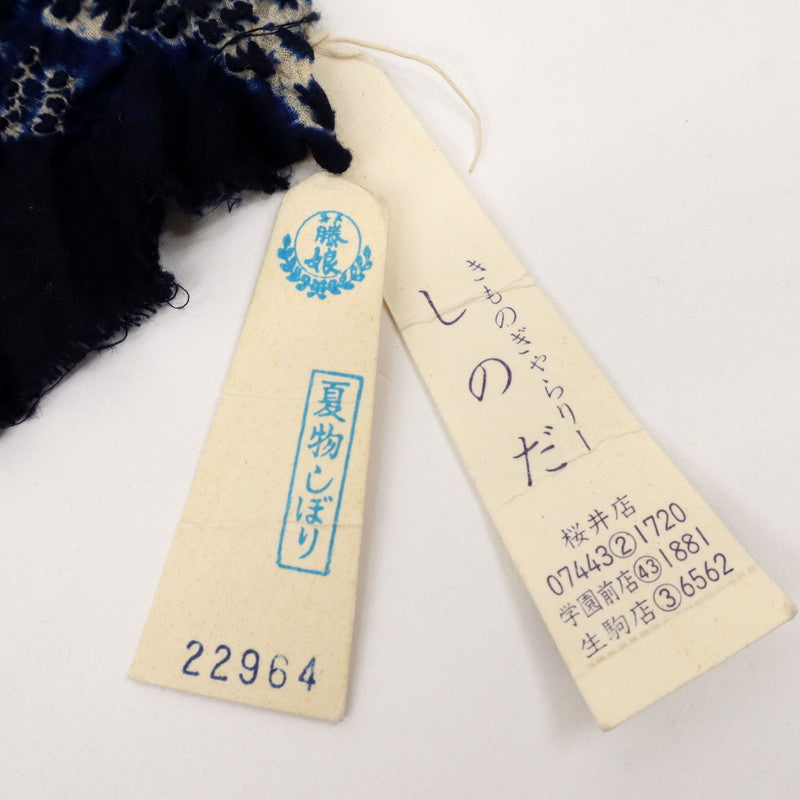 藤娘
夏物しぼり
22964
きものぎゃらりー
しのだ
桜井店
07443②1720
学園前店㊸1881
生駒店③6562